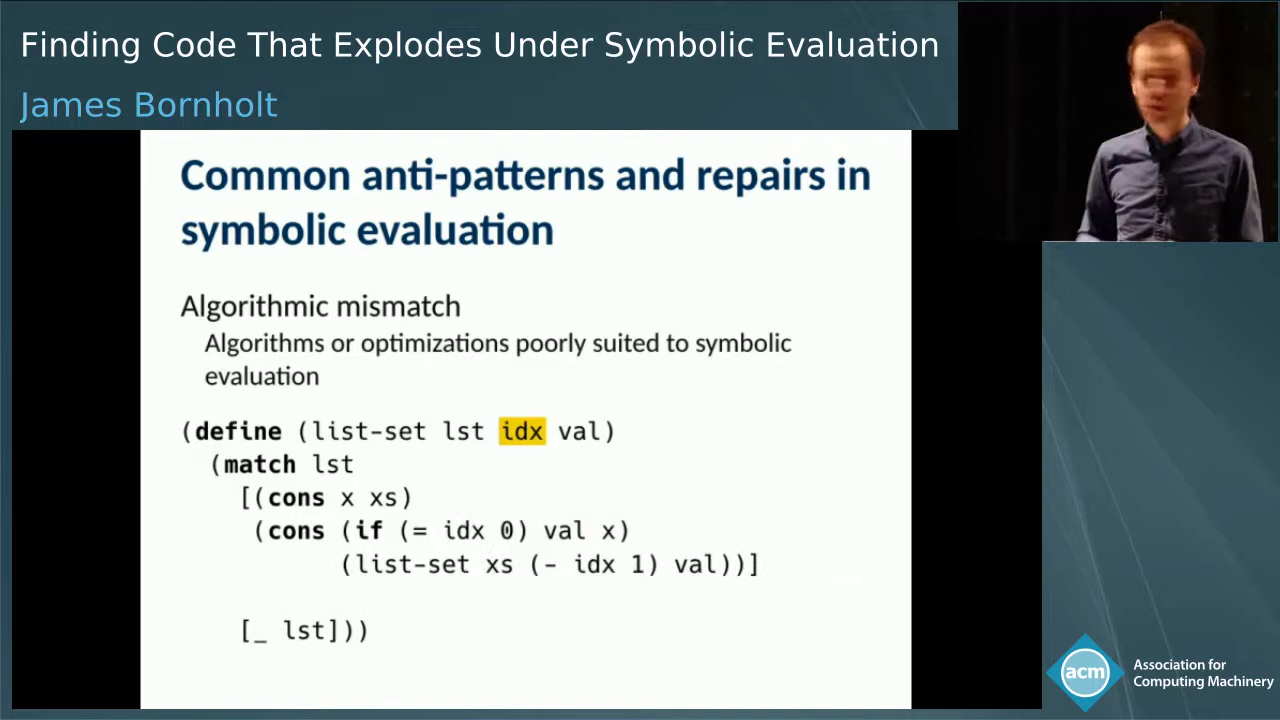 Finding Code That Explodes Under Symbolic Evaluation
James Bornholt
Common anti-patterns and repairs in
symbolic evaluation
Algorithmic mismatch
Algorithms or optimizations poorly suited to symbolic
evaluation
(define (list-set lst idx val)
  (match lst
    [(cons x xs)
     (cons (if (= idx 0) val x)
           (list-set xs (- idx 1) val))]
    [_ lst]))
acm
Association for
Computing Machinery